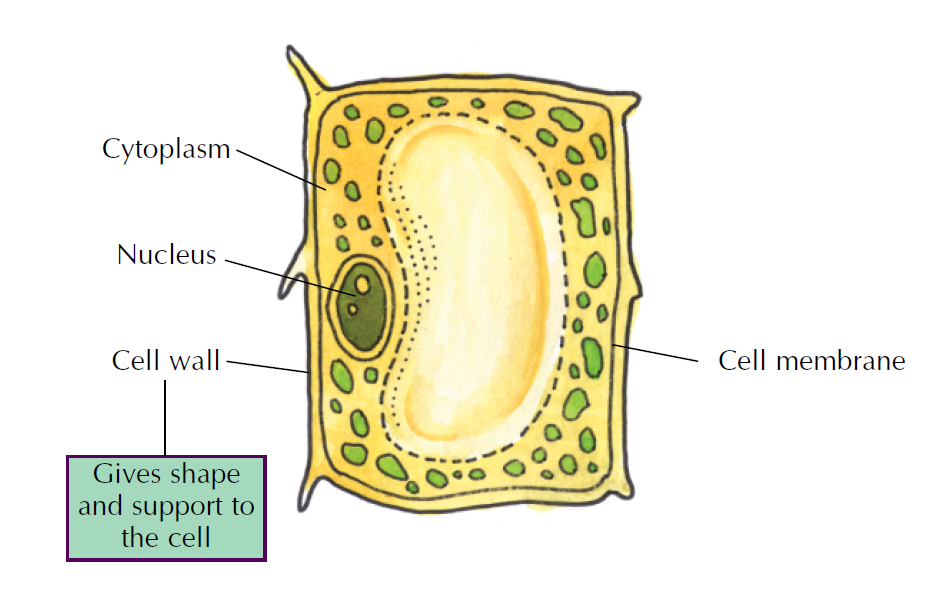 Cytoplasm
Nucleus
Cell wall
Cell membrane
Gives shape
and support to
the cell